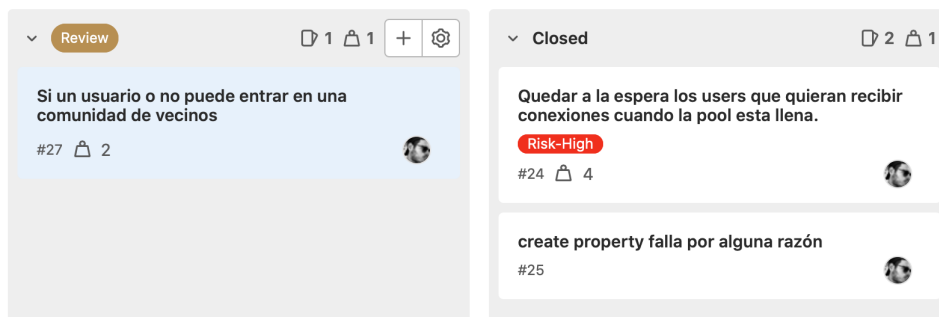 Review 1 1
Si un usuario o no puede entrar en una
comunidad de vecinos
#27 2
Closed 2 1
Quedar a la espera los users que quieran recibir
conexiones cuando la pool esta llena.
Risk-High
#24 4
create property falla por alguna razón
#25